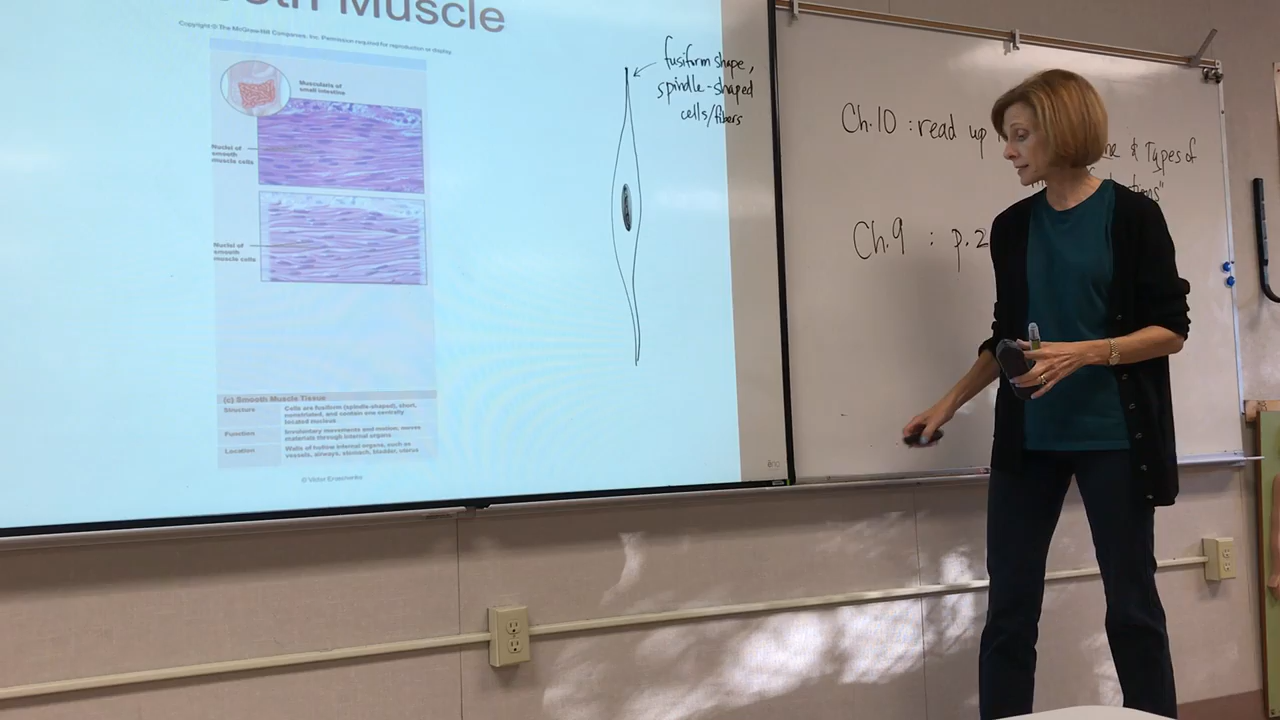 Muscle
Copyright © The McGraw-Hill Companies, Inc. Permission required for reproduction or display.
Muscularis of
small intestine
Nuclei of
smooth
muscle cells
Nuclei of
smooth
muscle cells
(c) Smooth Muscle Tissue
Structure
Cells are fusiform (spindle-shaped), short,
nonstriated, and contain one centrally
located nucleus
Function
Involuntary movements and motion; moves
materials through internal organs
Location
Walls of hollow internal organs, such as
vessels, airways, stomach, bladder, uterus
© Victor Eroschenko
fusiform shape,
spindle-shaped
cells/fibers
Ch.10 : read up
& Types of
Ch.9 : p.2